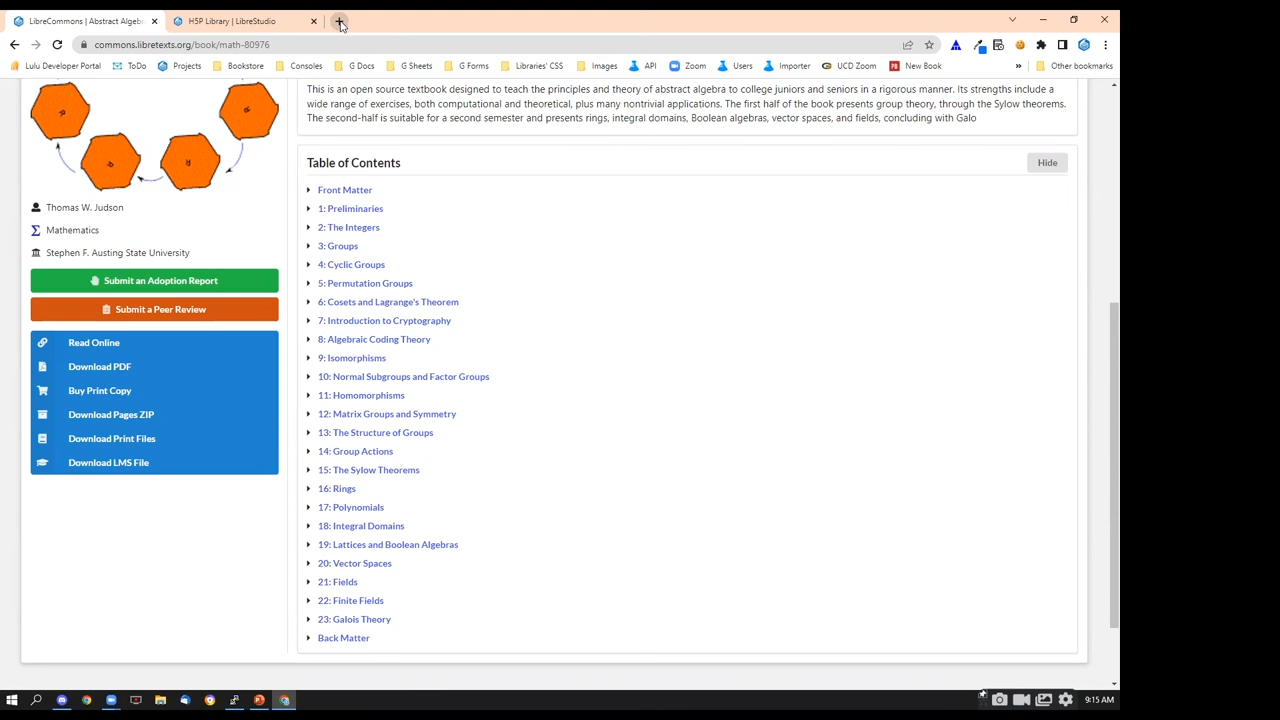 LibreCommons | Abstract Algeb
H5P Library | LibreStudio
commons.libretexts.org/book/math-80976
Lulu Developer Portal
ToDo
Projects
Bookstore
Consoles
G Docs
G Sheets
G Forms
Libraries' CSS
Images
API
Zoom
Users
Importer
UCD Zoom
New Book
»
Other bookmarks
This is an open source textbook designed to teach the principles and theory of abstract algebra to college juniors and seniors in a rigorous manner. Its strengths include a
wide range of exercises, both computational and theoretical, plus many nontrivial applications. The first half of the book presents group theory, through the Sylow theorems.
The second-half is suitable for a second semester and presents rings, integral domains, Boolean algebras, vector spaces, and fields, concluding with Galo
Thomas W. Judson
Mathematics
Stephen F. Austing State University
Submit an Adoption Report
Submit a Peer Review
Read Online
Download PDF
Buy Print Copy
Download Pages ZIP
Download Print Files
Download LMS File
Table of Contents
Hide
Front Matter
1: Preliminaries
2: The Integers
3: Groups
4: Cyclic Groups
5: Permutation Groups
6: Cosets and Lagrange's Theorem
7: Introduction to Cryptography
8: Algebraic Coding Theory
9: Isomorphisms
10: Normal Subgroups and Factor Groups
11: Homomorphisms
12: Matrix Groups and Symmetry
13: The Structure of Groups
14: Group Actions
15: The Sylow Theorems
16: Rings
17: Polynomials
18: Integral Domains
19: Lattices and Boolean Algebras
20: Vector Spaces
21: Fields
22: Finite Fields
23: Galois Theory
Back Matter
9:15 AM